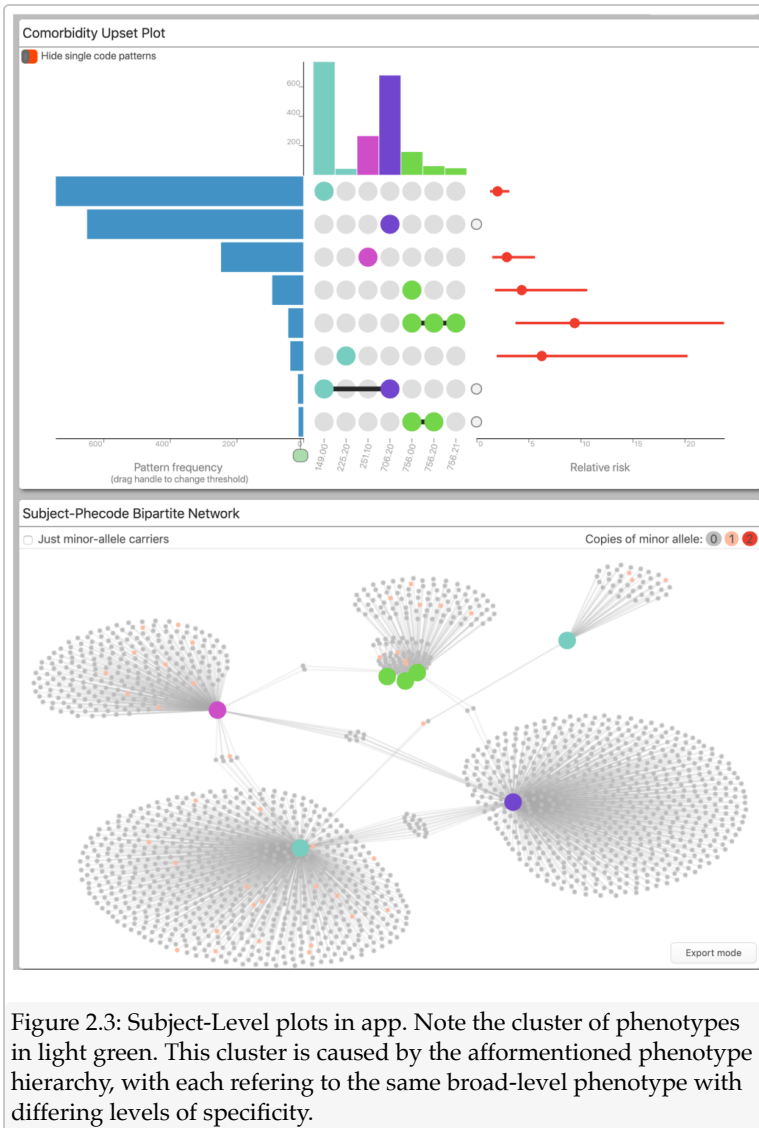 Comorbidity Upset Plot
Hide single code patterns
600
400
200
600
400
200
0
149.00
225.20
251.10
706.20
756.00
756.20
756.21
0
5
10
15
20
Pattern frequency
(drag handle to change threshold)
Relative risk
Subject-Phecode Bipartite Network
Just minor-allele carriers
Copies of minor allele: 0 1 2
Export mode
Figure 2.3: Subject-Level plots in app. Note the cluster of phenotypes
in light green. This cluster is caused by the afformentioned phenotype
hierarchy, with each refering to the same broad-level phenotype with
differing levels of specificity.